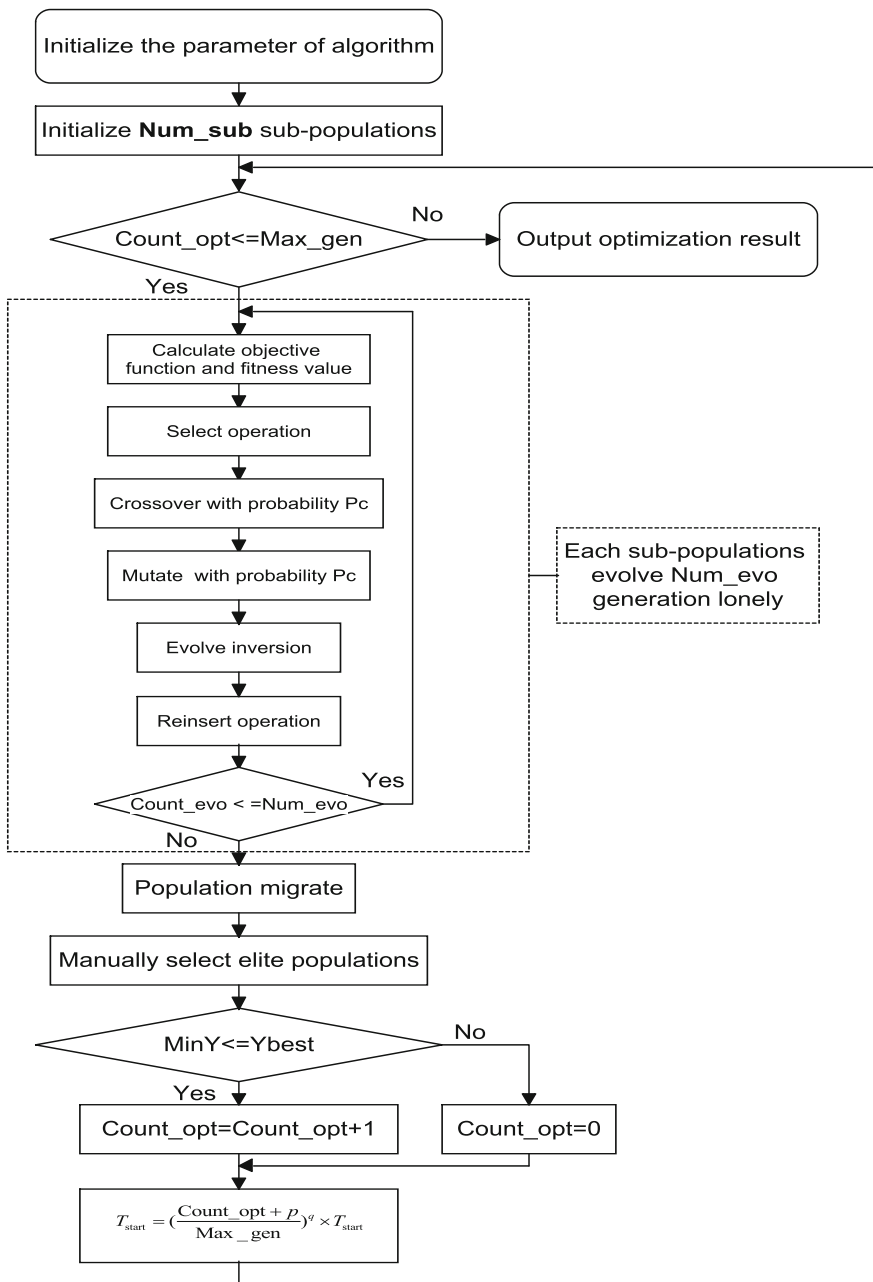 Initialize the parameter of algorithm
Initialize Num_sub sub-populations
Count_opt<=Max_gen
No
Output optimization result
Yes
Calculate objective
function and fitness value
Select operation
Crossover with probability Pc
Mutate with probability Pc
Evolve inversion
Reinsert operation
Count_evo < =Num_evo
Yes
No
Each sub-populations
evolve Num_evo
generation lonely
Population migrate
Manually select elite populations
MinY<=Ybest
No
Yes
Count_opt=Count_opt+1
Count_opt=0
T_start = (\frac{Count_opt + p}{Max_gen})^q × T_start